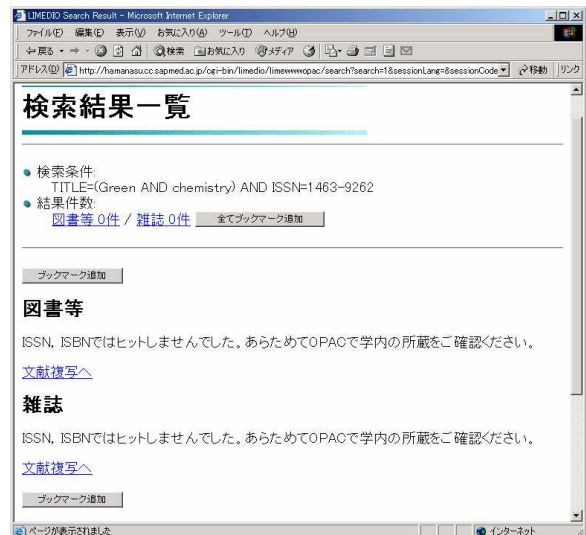 LIMEDIO Search Result - Microsoft Internet Explorer
ファイル(F) 編集(E) 表示(V) お気に入り(A) ツール(T) ヘルプ(H)
戻る 検索 お気に入り メディア
アドレス(D) http://hamanasu.cc.sapmed.ac.jp/cgi-bin/limedio/limewwwopac/search?search=1&sessionLang=&sessionCode 移動 リンク
検索結果一覧
検索条件:
TITLE=(Green AND chemistry) AND ISSN=1463-9262
結果件数:
図書等 0件 / 雑誌 0件 全てブックマーク追加
ブックマーク追加
図書等
ISSN, ISBNではヒットしませんでした。あらためてOPACで学内の所蔵をご確認ください。
文献複写へ
雑誌
ISSN, ISBNではヒットしませんでした。あらためてOPACで学内の所蔵をご確認ください。
文献複写へ
ブックマーク追加
ページが表示されました インターネット